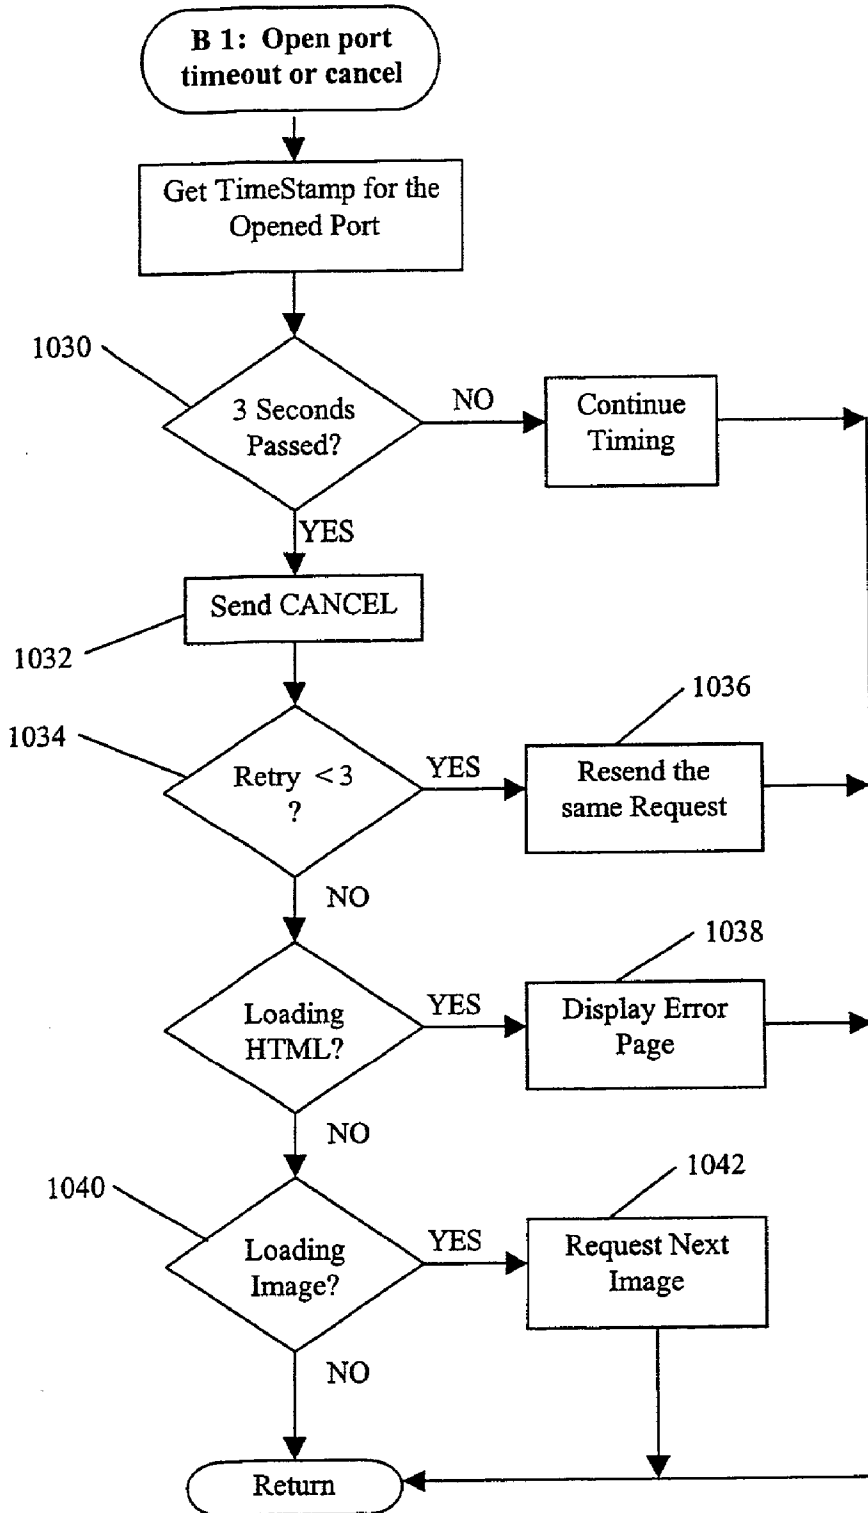 B 1: Open port
timeout or cancel
Get TimeStamp for the
Opened Port
1030
3 Seconds
Passed?
NO
Continue
Timing
YES
Send CANCEL
1032
1034
Retry < 3
?
YES
1036
Resend the
same Request
NO
Loading
HTML?
YES
1038
Display Error
Page
NO
1040
Loading
Image?
YES
1042
Request Next
Image
NO
Return